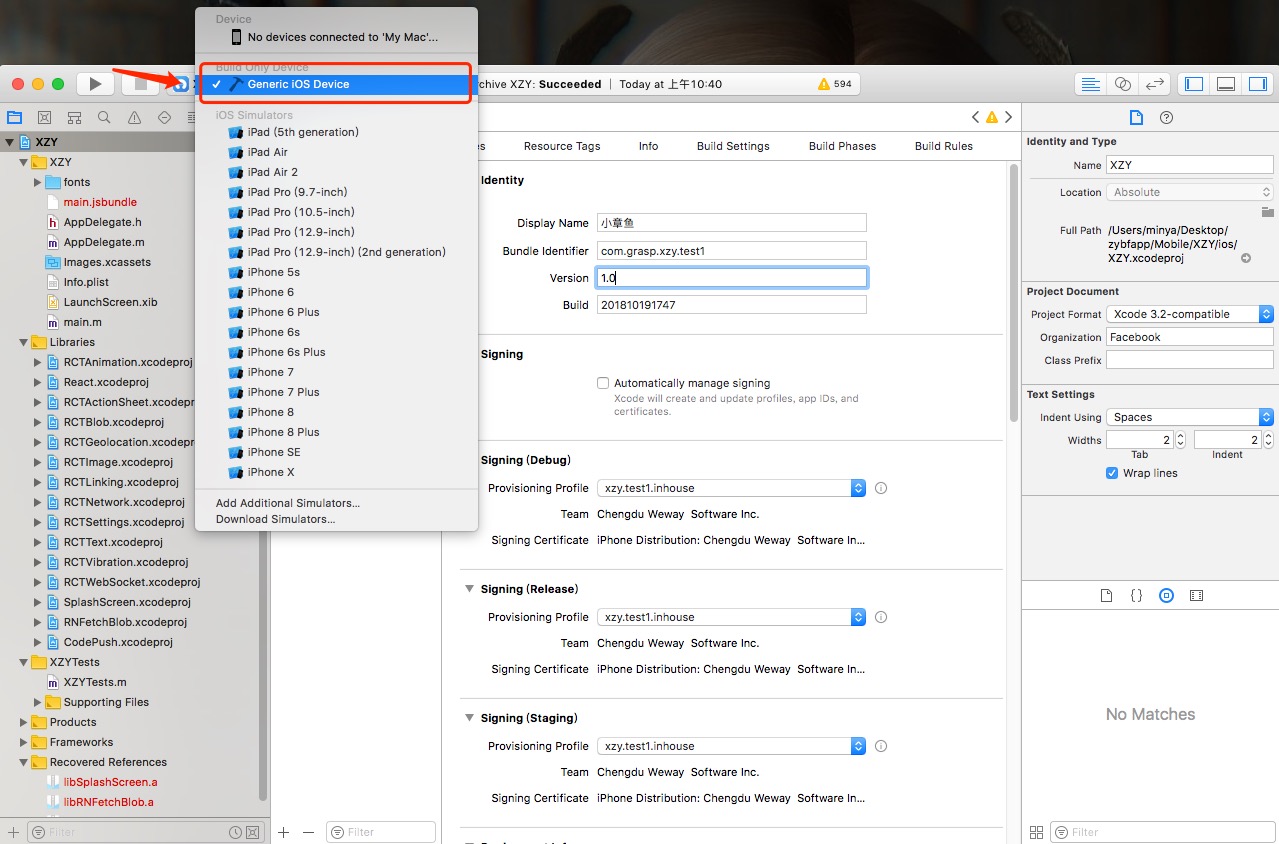 Device
No devices connected to 'My Mac'...
Build Only Device
Generic iOS Device
iOS Simulators
iPad (5th generation)
iPad Air
iPad Air 2
iPad Pro (9.7-inch)
iPad Pro (10.5-inch)
iPad Pro (12.9-inch)
iPad Pro (12.9-inch) (2nd generation)
iPhone 5s
iPhone 6
iPhone 6 Plus
iPhone 6s
iPhone 6s Plus
iPhone 7
iPhone 7 Plus
iPhone 8
iPhone 8 Plus
iPhone SE
iPhone X
Add Additional Simulators...
Download Simulators...
chive XZY: Succeeded | Today at 上午10:40
594
XZY
XZY
fonts
main.jsbundle
AppDelegate.h
AppDelegate.m
Images.xcassets
Info.plist
LaunchScreen.xib
main.m
Libraries
RCTAnimation.xcodeproj
React.xcodeproj
RCTActionSheet.xcodepr
RCTBlob.xcodeproj
RCTGeolocation.xcodepr
RCTImage.xcodeproj
RCTLinking.xcodeproj
RCTNetwork.xcodeproj
RCTSettings.xcodeproj
RCTText.xcodeproj
RCTVibration.xcodeproj
RCTWebSocket.xcodeproj
SplashScreen.xcodeproj
RNFetchBlob.xcodeproj
CodePush.xcodeproj
XZYTests
XZYTests.m
Supporting Files
Products
Frameworks
Recovered References
libSplashScreen.a
libRNFetchBlob.a
Filter
Filter
es Resource Tags Info Build Settings Build Phases Build Rules
Identity
Display Name 小章鱼
Bundle Identifier com.grasp.xzy.test1
Version 1.0
Build 201810191747
Signing
Automatically manage signing
Xcode will create and update profiles, app IDs, and
certificates.
Signing (Debug)
Provisioning Profile xzy.test1.inhouse
Team Chengdu Weway Software Inc.
Signing Certificate iPhone Distribution: Chengdu Weway Software In...
Signing (Release)
Provisioning Profile xzy.test1.inhouse
Team Chengdu Weway Software Inc.
Signing Certificate iPhone Distribution: Chengdu Weway Software In...
Signing (Staging)
Provisioning Profile xzy.test1.inhouse
Team Chengdu Weway Software Inc.
Signing Certificate iPhone Distribution: Chengdu Weway Software In...
Identity and Type
Name XZY
Location Absolute
Full Path /Users/minya/Desktop/
zybfapp/Mobile/XZY/ios/
XZY.xcodeproj
Project Document
Project Format Xcode 3.2-compatible
Organization Facebook
Class Prefix
Text Settings
Indent Using Spaces
Widths 2 2
Tab Indent
Wrap lines
{}
No Matches
Filter